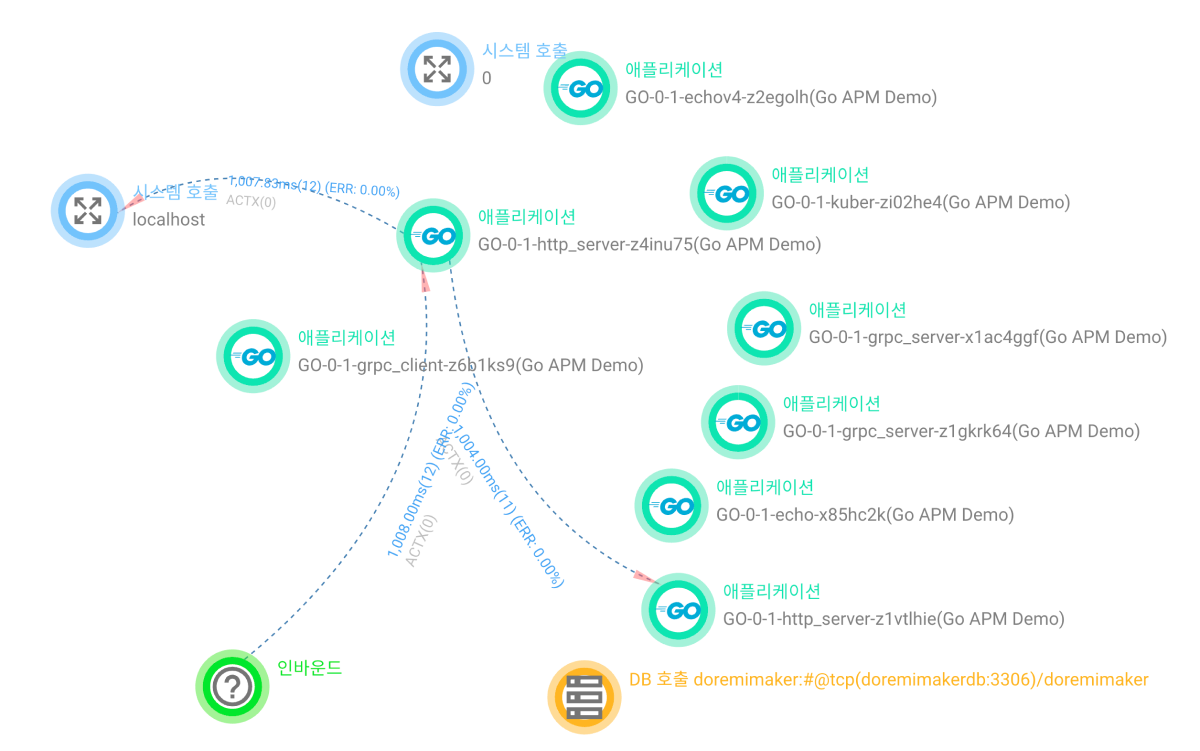 시스템 호출
0
GO
애플리케이션
GO-0-1-echov4-z2egolh(Go APM Demo)
GO
애플리케이션
GO-0-1-kuber-zi02he4(Go APM Demo)
시스템 호출
localhost
1,007.83ms(12) (ERR: 0.00%)
ACTX(0)
GO
애플리케이션
GO-0-1-http_server-z4inu75(Go APM Demo)
GO
애플리케이션
GO-0-1-grpc_server-x1ac4ggf(Go APM Demo)
GO
애플리케이션
GO-0-1-grpc_client-z6b1ks9(Go APM Demo)
GO
애플리케이션
GO-0-1-grpc_server-z1gkrk64(Go APM Demo)
1,008.00ms(12) (ERR: 0.00%)
ACTX(0)
1,004.00ms(11) (ERR: 0.00%)
ACTX(0)
GO
애플리케이션
GO-0-1-echo-x85hc2k(Go APM Demo)
GO
애플리케이션
GO-0-1-http_server-z1vtlhie(Go APM Demo)
?
인바운드
DB 호출 doremimaker:#@tcp(doremimakerdb:3306)/doremimaker